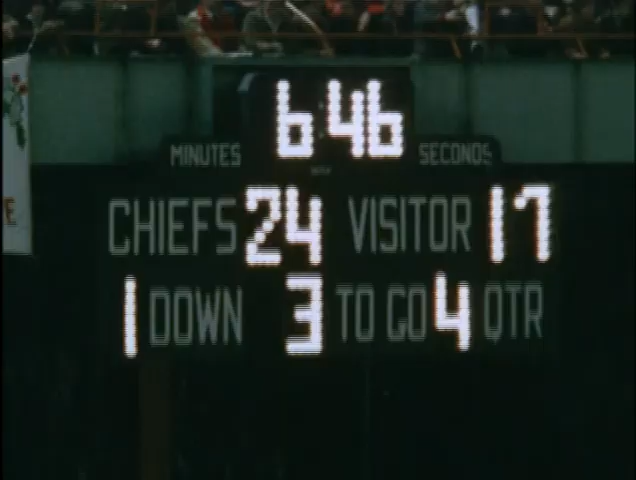 6 46
MINUTES SECONDS
CHIEFS 24 VISITOR 17
1 DOWN 3 TO GO 4 QTR
E